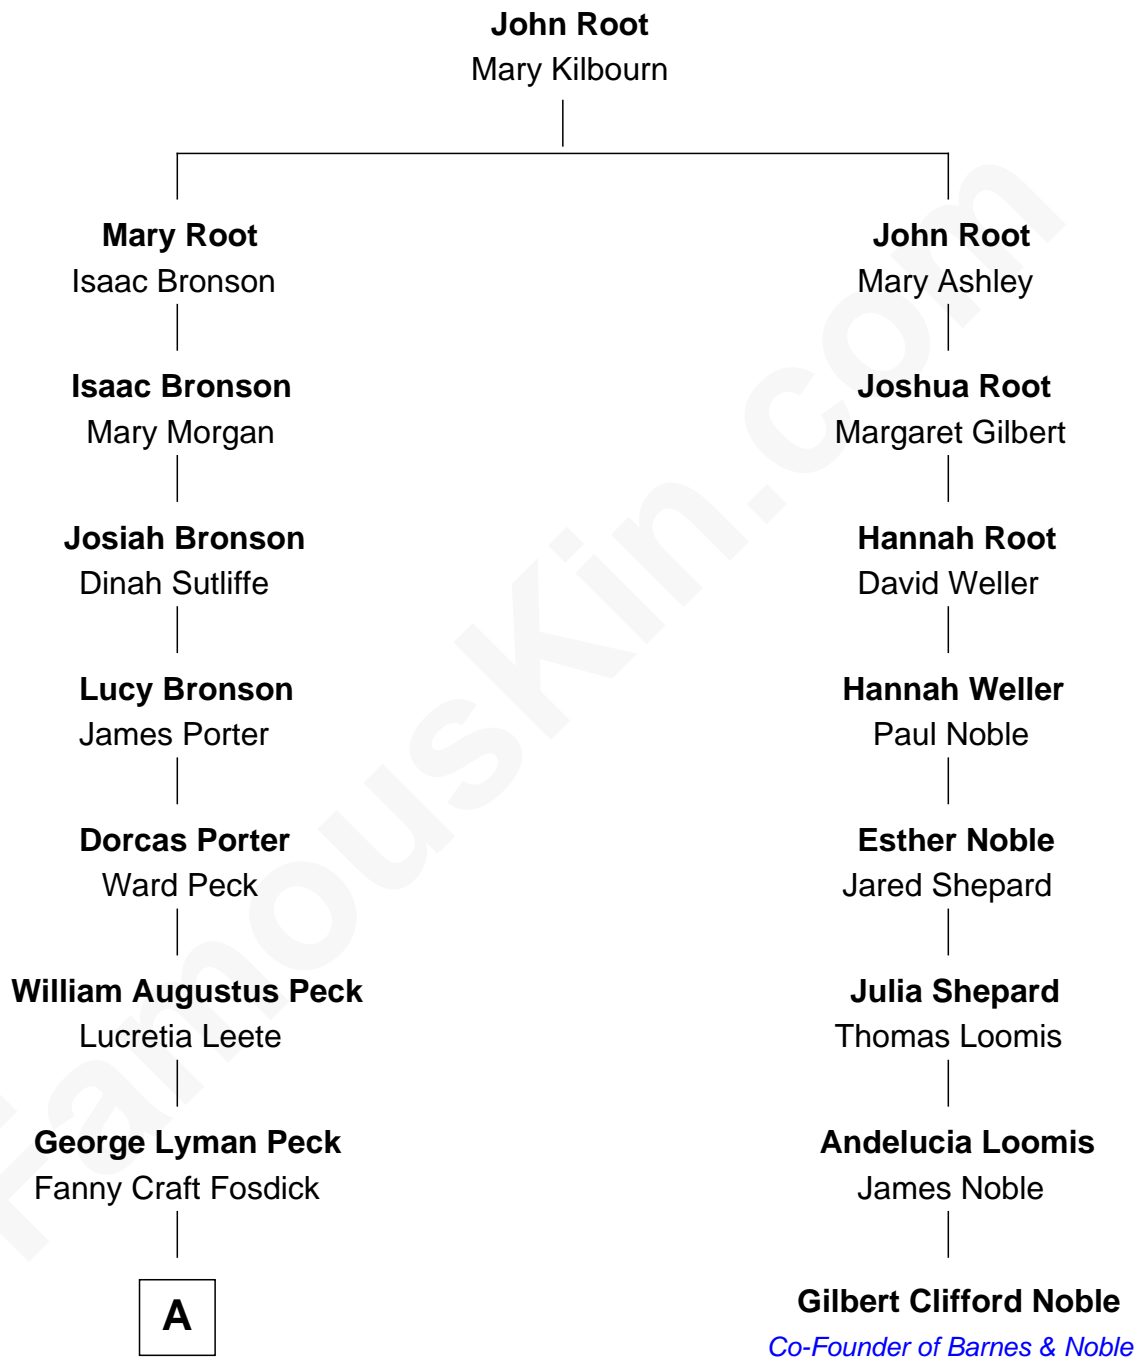 John Root
Mary Kilbourn
Mary Root
Isaac Bronson
John Root
Mary Ashley
Isaac Bronson
Mary Morgan
Joshua Root
Margaret Gilbert
Josiah Bronson
Dinah Sutliffe
Hannah Root
David Weller
Lucy Bronson
James Porter
Hannah Weller
Paul Noble
Dorcas Porter
Ward Peck
Esther Noble
Jared Shepard
William Augustus Peck
Lucretia Leete
Julia Shepard
Thomas Loomis
George Lyman Peck
Fanny Craft Fosdick
Andelucia Loomis
James Noble
A
Gilbert Clifford Noble
Co-Founder of Barnes & Noble
FamousKin.com